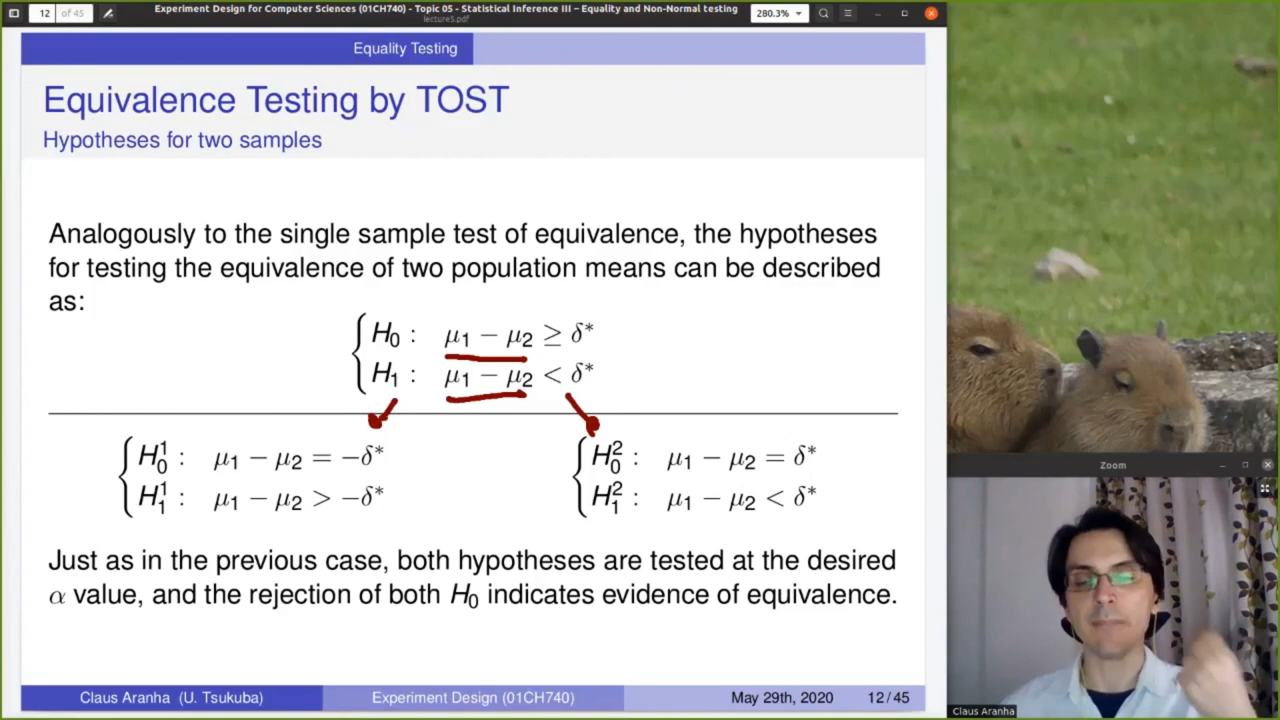 12 of 45
Experiment Design for Computer Sciences (01CH740) - Topic 05 - Statistical Inference III – Equality and Non-Normal testing
lecture5.pdf
280.3%
Equality Testing
Equivalence Testing by TOST
Hypotheses for two samples
Analogously to the single sample test of equivalence, the hypotheses
for testing the equivalence of two population means can be described
as:
H₀ : μ₁ − μ₂ ≥ δ*
H₁ : μ₁ − μ₂ < δ*
H₀¹ : μ₁ − μ₂ = −δ* H₀² : μ₁ − μ₂ = δ*
H₁¹ : μ₁ − μ₂ > −δ* H₁² : μ₁ − μ₂ < δ*
Just as in the previous case, both hypotheses are tested at the desired
α value, and the rejection of both H₀ indicates evidence of equivalence.
Claus Aranha (U. Tsukuba) Experiment Design (01CH740) May 29th, 2020 12 / 45
Zoom
Claus Aranha